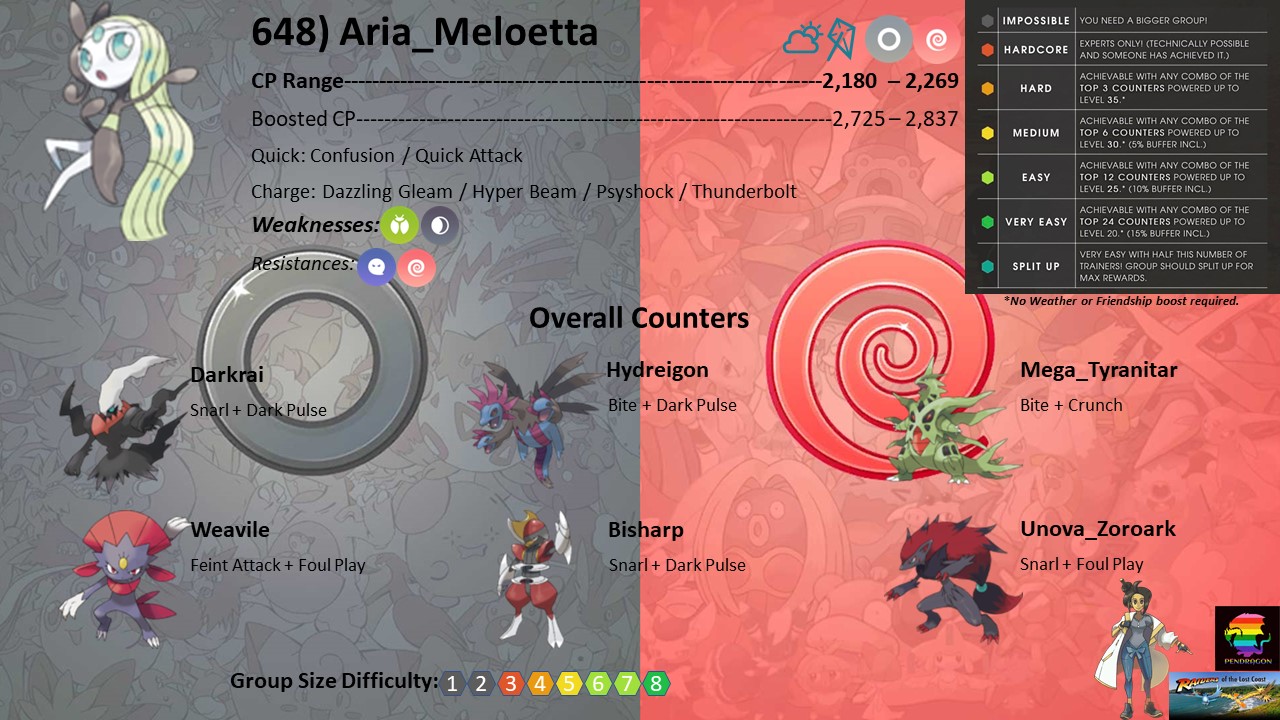 648) Aria_Meloetta
CP Range---2,180 – 2,269
Boosted CP---2,725 – 2,837
Quick: Confusion / Quick Attack
Charge: Dazzling Gleam / Hyper Beam / Psyshock / Thunderbolt
Weaknesses:
Resistances:
IMPOSSIBLE YOU NEED A BIGGER GROUP!
HARDCORE EXPERTS ONLY! (TECHNICALLY POSSIBLE
AND SOMEONE HAS ACHIEVED IT.)
HARD ACHIEVABLE WITH ANY COMBO OF THE
TOP 3 COUNTERS POWERED UP TO
LEVEL 35.*
MEDIUM ACHIEVABLE WITH ANY COMBO OF THE
TOP 6 COUNTERS POWERED UP TO
LEVEL 30.* (5% BUFFER INCL.)
EASY ACHIEVABLE WITH ANY COMBO OF THE
TOP 12 COUNTERS POWERED UP TO
LEVEL 25.* (10% BUFFER INCL.)
VERY EASY ACHIEVABLE WITH ANY COMBO OF THE
TOP 24 COUNTERS POWERED UP TO
LEVEL 20.* (15% BUFFER INCL.)
SPLIT UP VERY EASY WITH HALF THIS NUMBER OF
TRAINERS! GROUP SHOULD SPLIT UP FOR
MAX REWARDS.
*No Weather or Friendship boost required.
Overall Counters
Darkrai
Snarl + Dark Pulse
Hydreigon
Bite + Dark Pulse
Mega_Tyranitar
Bite + Crunch
Weavile
Feint Attack + Foul Play
Bisharp
Snarl + Dark Pulse
Unova_Zoroark
Snarl + Foul Play
Group Size Difficulty: 1 2 3 4 5 6 7 8
PENDRAGON
RAIDERS of the Lost Coast